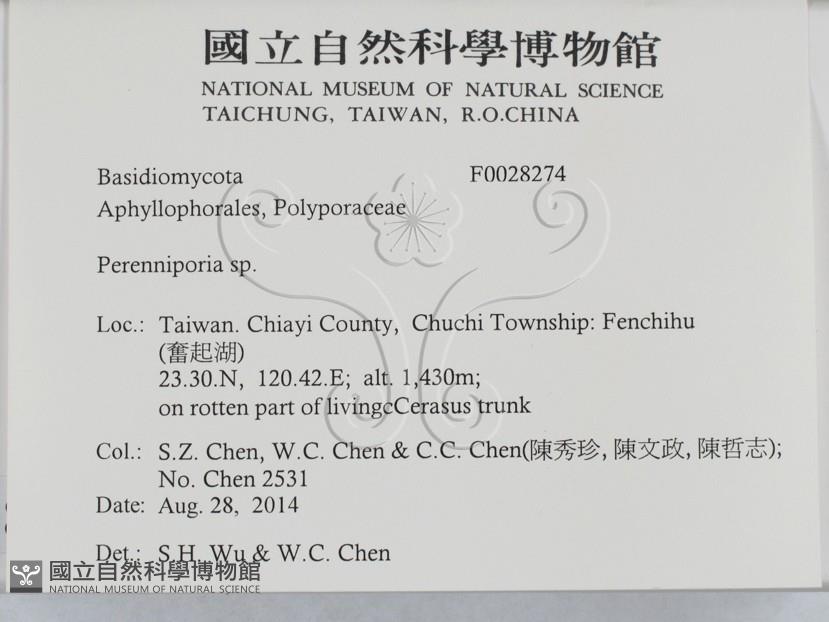 國立自然科學博物館
NATIONAL MUSEUM OF NATURAL SCIENCE
TAICHUNG, TAIWAN, R.O.CHINA
Basidiomycota F0028274
Aphyllophorales, Polyporaceae
Perenniporia sp.
Loc.: Taiwan. Chiayi County, Chuchi Township: Fenchihu
(奮起湖)
23.30.N, 120.42.E; alt. 1,430m;
on rotten part of livingcCerasus trunk
Col.: S.Z. Chen, W.C. Chen & C.C. Chen(陳秀珍, 陳文政, 陳哲志);
No. Chen 2531
Date: Aug. 28, 2014
Det.: S.H. Wu & W.C. Chen
國立自然科學博物館
NATIONAL MUSEUM OF NATURAL SCIENCE